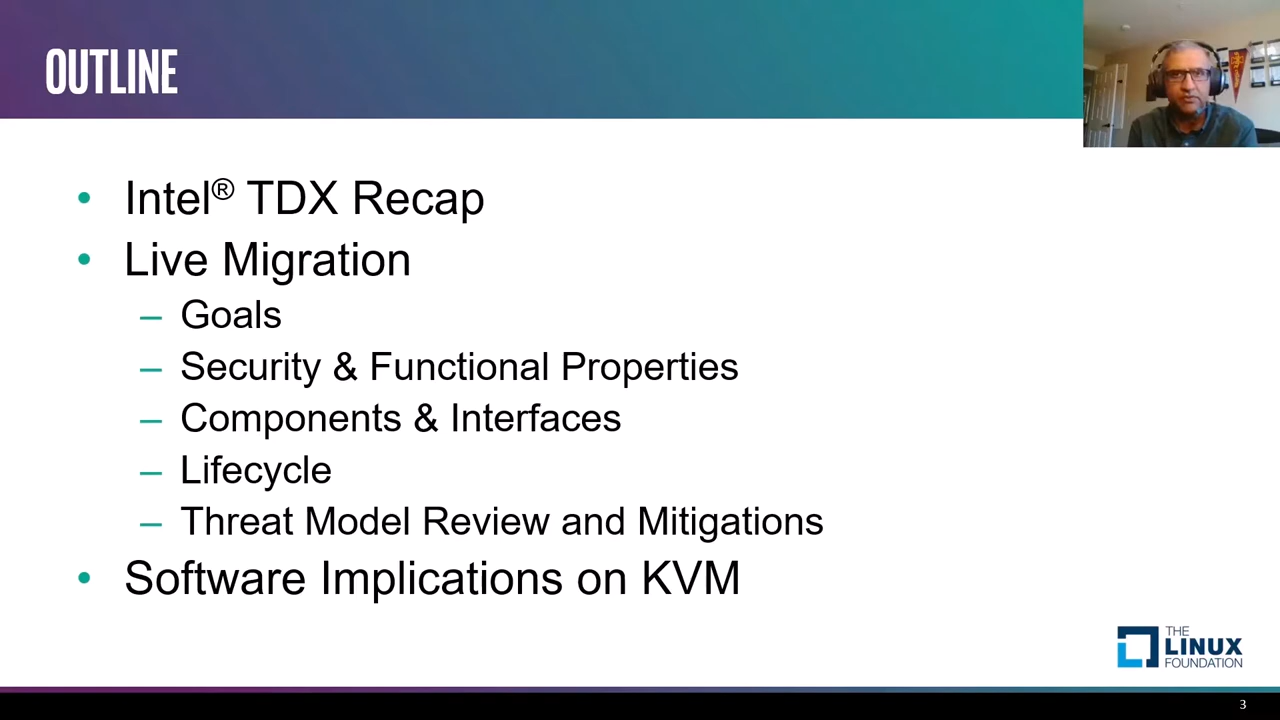 OUTLINE
• Intel® TDX Recap
• Live Migration
– Goals
– Security & Functional Properties
– Components & Interfaces
– Lifecycle
– Threat Model Review and Mitigations
• Software Implications on KVM
THE
LINUX
FOUNDATION
3